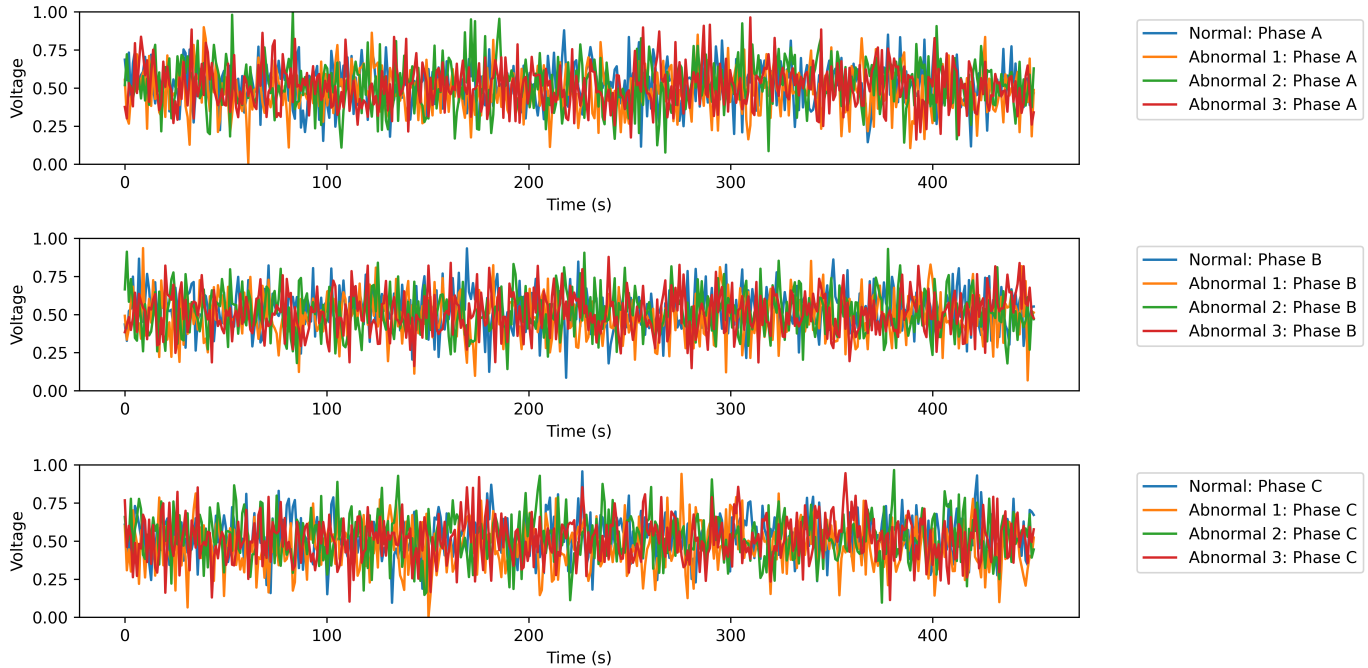 1.00
0.75
0.50
0.25
0.00
Voltage
0 100 200 300 400
Time (s)
Normal: Phase A
Abnormal 1: Phase A
Abnormal 2: Phase A
Abnormal 3: Phase A
1.00
0.75
0.50
0.25
0.00
Voltage
0 100 200 300 400
Time (s)
Normal: Phase B
Abnormal 1: Phase B
Abnormal 2: Phase B
Abnormal 3: Phase B
1.00
0.75
0.50
0.25
0.00
Voltage
0 100 200 300 400
Time (s)
Normal: Phase C
Abnormal 1: Phase C
Abnormal 2: Phase C
Abnormal 3: Phase C